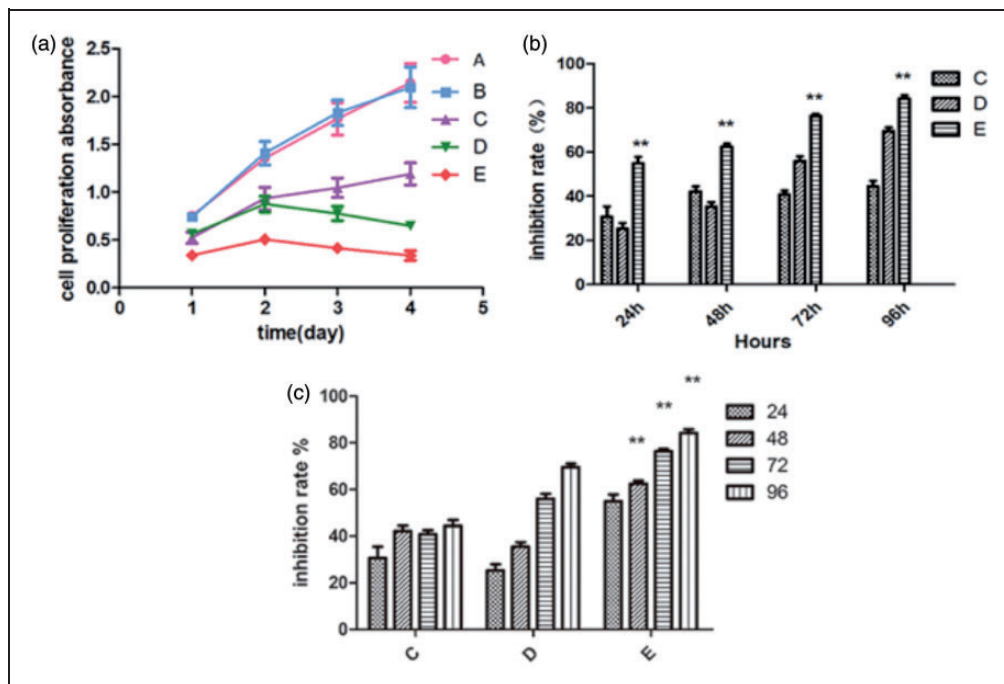 (a)
cell proliferation absorbance
2.5
2.0
1.5
1.0
0.5
0.0
0 1 2 3 4 5
time(day)
A
B
C
D
E
(b)
inhibition rate (%)
100
80
60
40
20
0
** ** ** **
24h 48h 72h 96h
Hours
C
D
E
(c)
inhibition rate %
100
80
60
40
20
0
** ** **
C D E
24
48
72
96